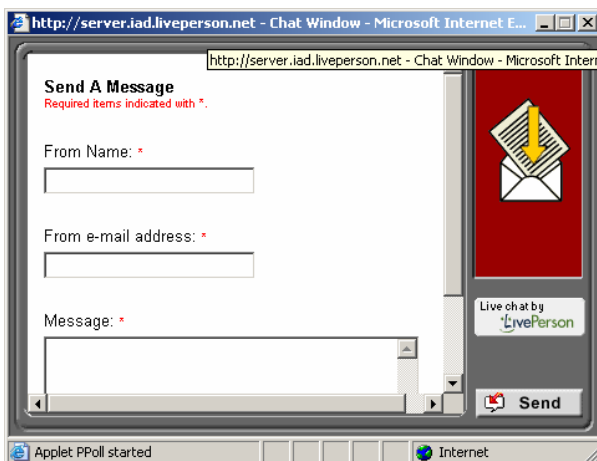 http://server.iad.liveperson.net - Chat Window - Microsoft Internet E...
http://server.iad.liveperson.net - Chat Window - Microsoft Inter
Send A Message
Required items indicated with *.
From Name: *
From e-mail address: *
Message: *
Live chat by
LivePerson
Send
Applet PPoll started
Internet